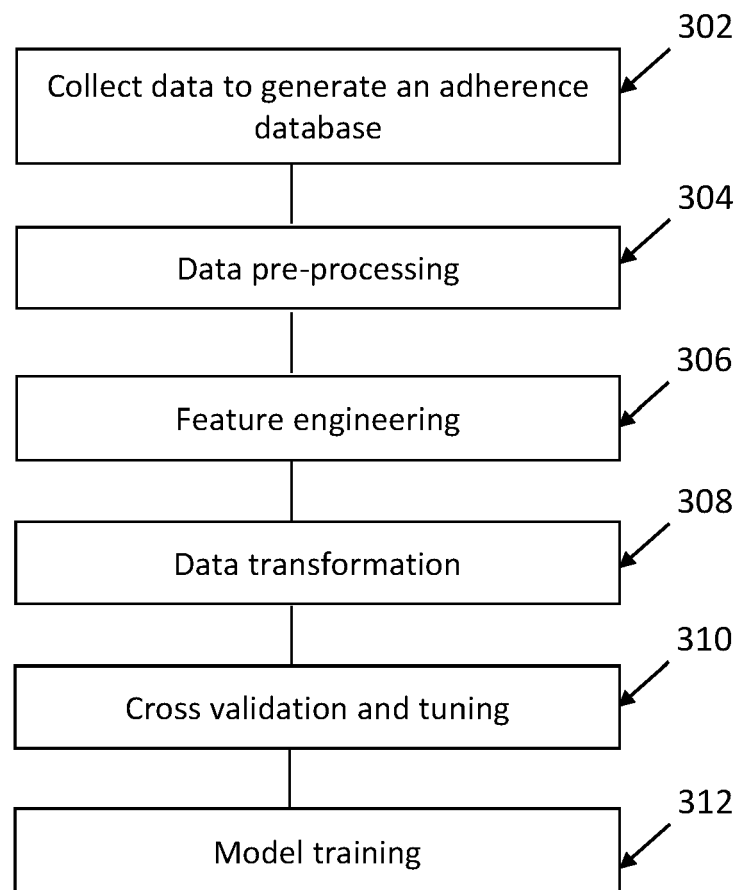 302
Collect data to generate an adherence
database
304
Data pre-processing
306
Feature engineering
308
Data transformation
310
Cross validation and tuning
312
Model training